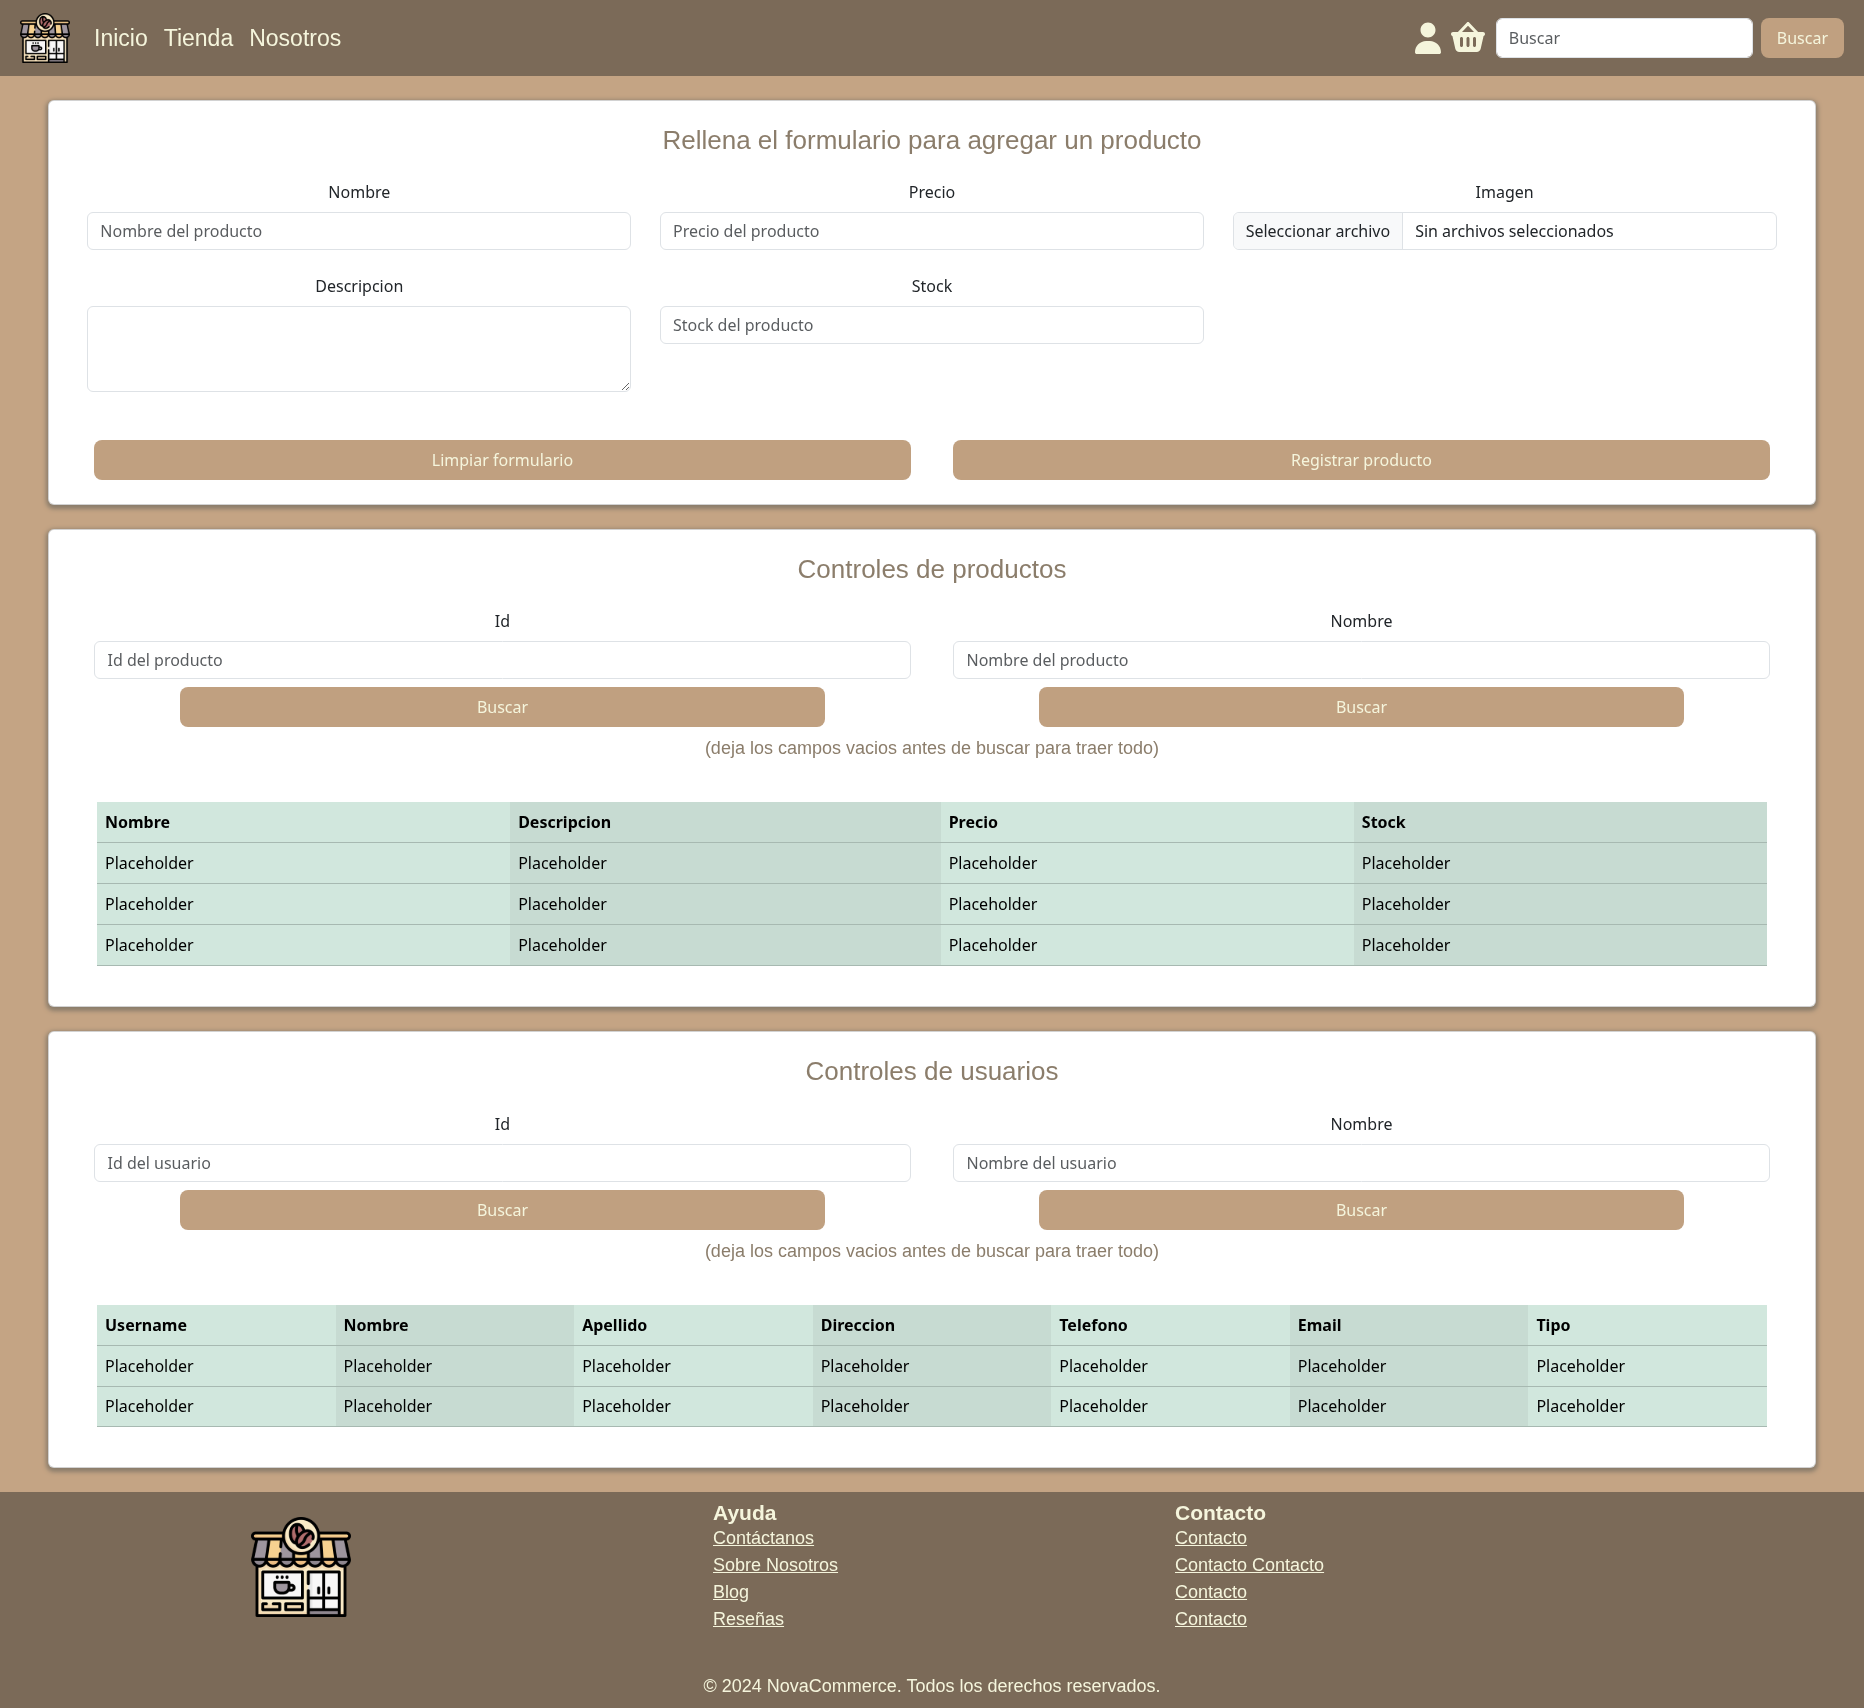 Inicio Tienda Nosotros Buscar Buscar
Rellena el formulario para agregar un producto
Nombre Precio Imagen
Nombre del producto Precio del producto Seleccionar archivo Sin archivos seleccionados
Descripcion Stock
Stock del producto
Limpiar formulario Registrar producto
Controles de productos
Id Nombre
Id del producto Nombre del producto
Buscar Buscar
(deja los campos vacios antes de buscar para traer todo)
Nombre Descripcion Precio Stock
Placeholder Placeholder Placeholder Placeholder
Placeholder Placeholder Placeholder Placeholder
Placeholder Placeholder Placeholder Placeholder
Controles de usuarios
Id Nombre
Id del usuario Nombre del usuario
Buscar Buscar
(deja los campos vacios antes de buscar para traer todo)
Username Nombre Apellido Direccion Telefono Email Tipo
Placeholder Placeholder Placeholder Placeholder Placeholder Placeholder Placeholder
Placeholder Placeholder Placeholder Placeholder Placeholder Placeholder Placeholder
Ayuda
Contáctanos
Sobre Nosotros
Blog
Reseñas
Contacto
Contacto
Contacto Contacto
Contacto
Contacto
© 2024 NovaCommerce. Todos los derechos reservados.